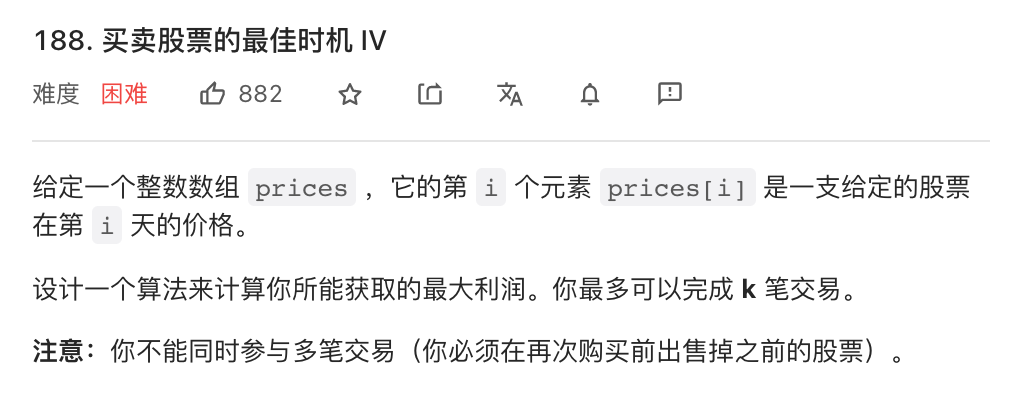 188. 买卖股票的最佳时机 IV
难度 困难 882
给定一个整数数组 prices ，它的第 i 个元素 prices[i] 是一支给定的股票
在第 i 天的价格。
设计一个算法来计算你所能获取的最大利润。你最多可以完成 k 笔交易。
注意：你不能同时参与多笔交易（你必须在再次购买前出售掉之前的股票）。